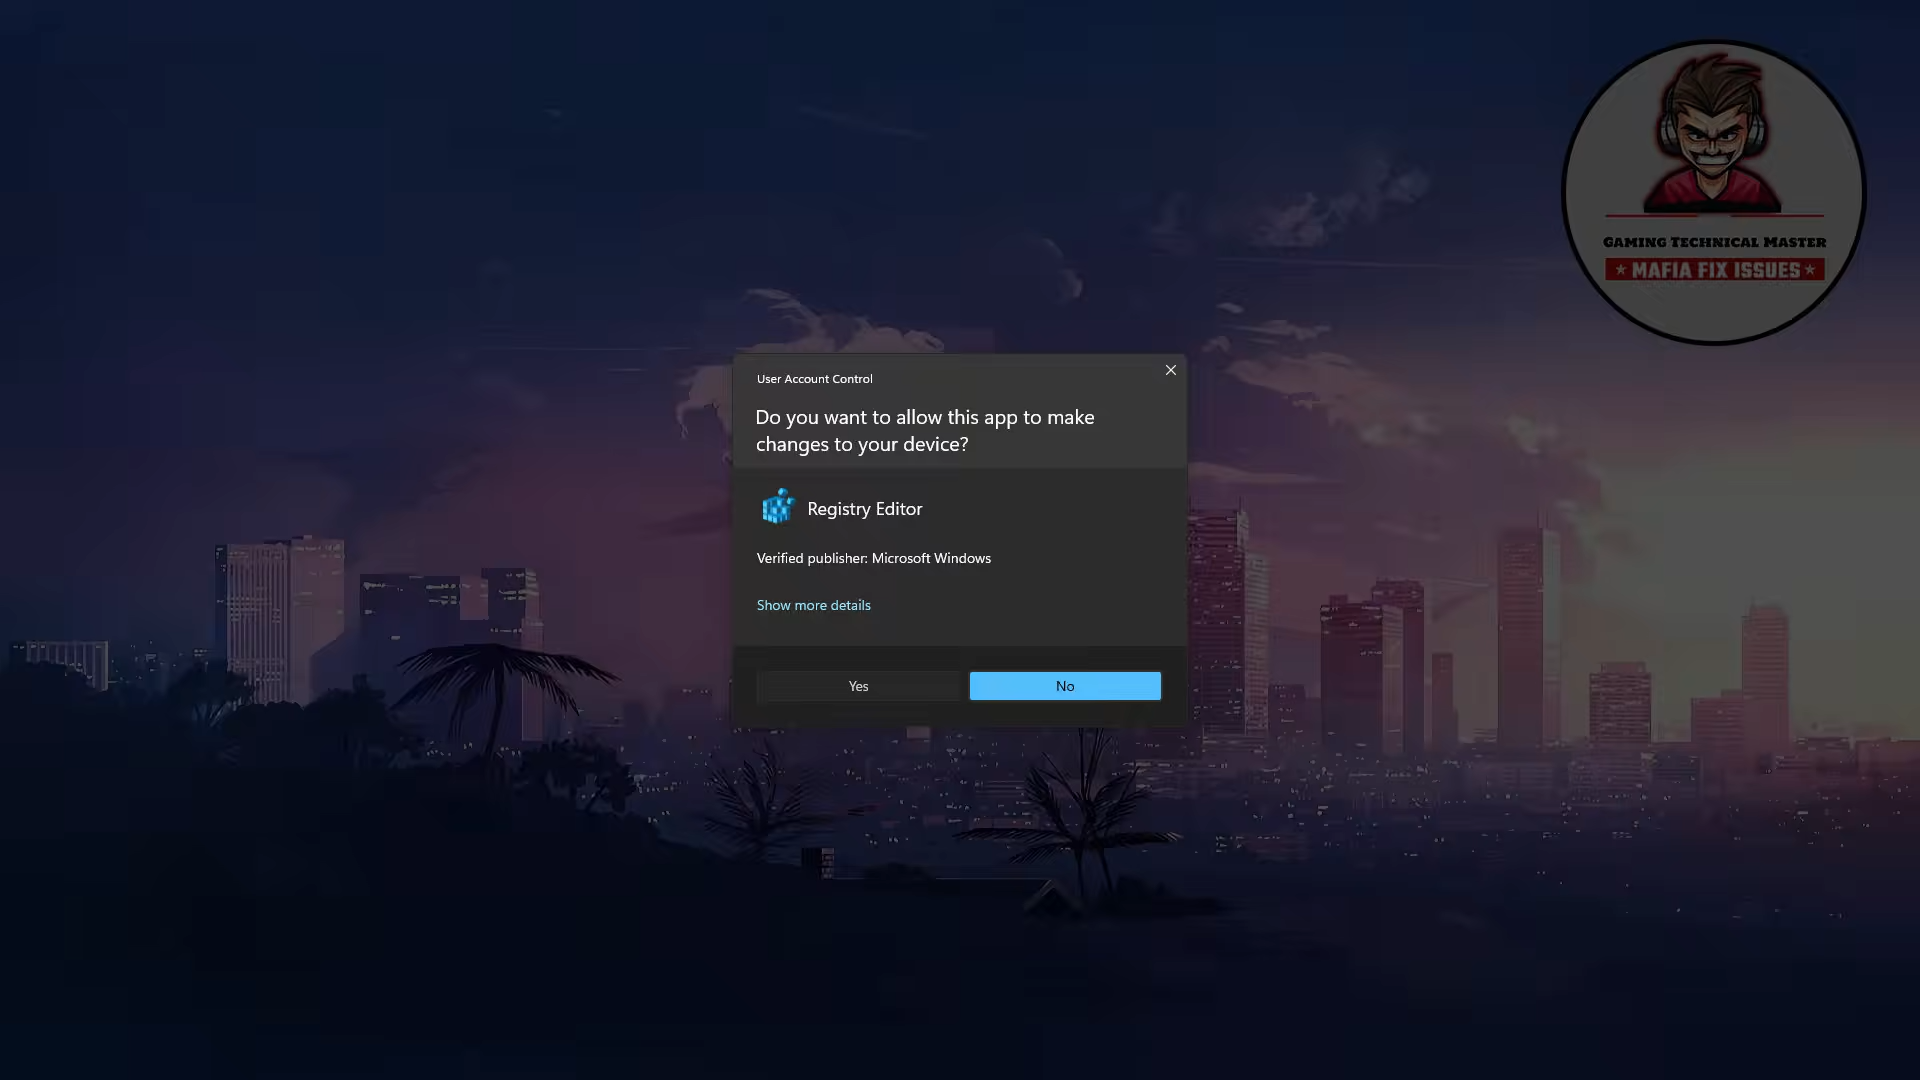 GAMING TECHNICAL MASTER
MAFIA FIX ISSUES
User Account Control
Do you want to allow this app to make
changes to your device?
Registry Editor
Verified publisher: Microsoft Windows
Show more details
Yes
No